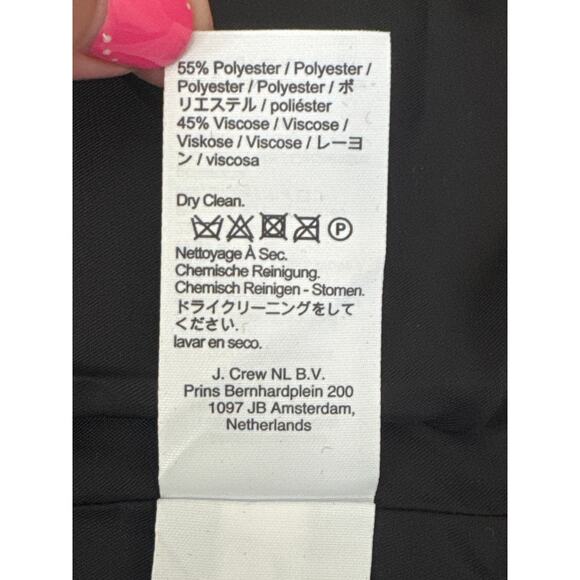 55% Polyester / Polyester /
Polyester / Polyester / ポ
リエステル / poliéster
45% Viscose / Viscose /
Viskose / Viscose / レーヨ
ン / viscosa
Dry Clean.
P
Nettoyage À Sec.
Chemische Reinigung.
Chemisch Reinigen - Stomen.
ドライクリーニングをして
ください.
lavar en seco.
J. Crew NL B.V.
Prins Bernhardplein 200
1097 JB Amsterdam,
Netherlands